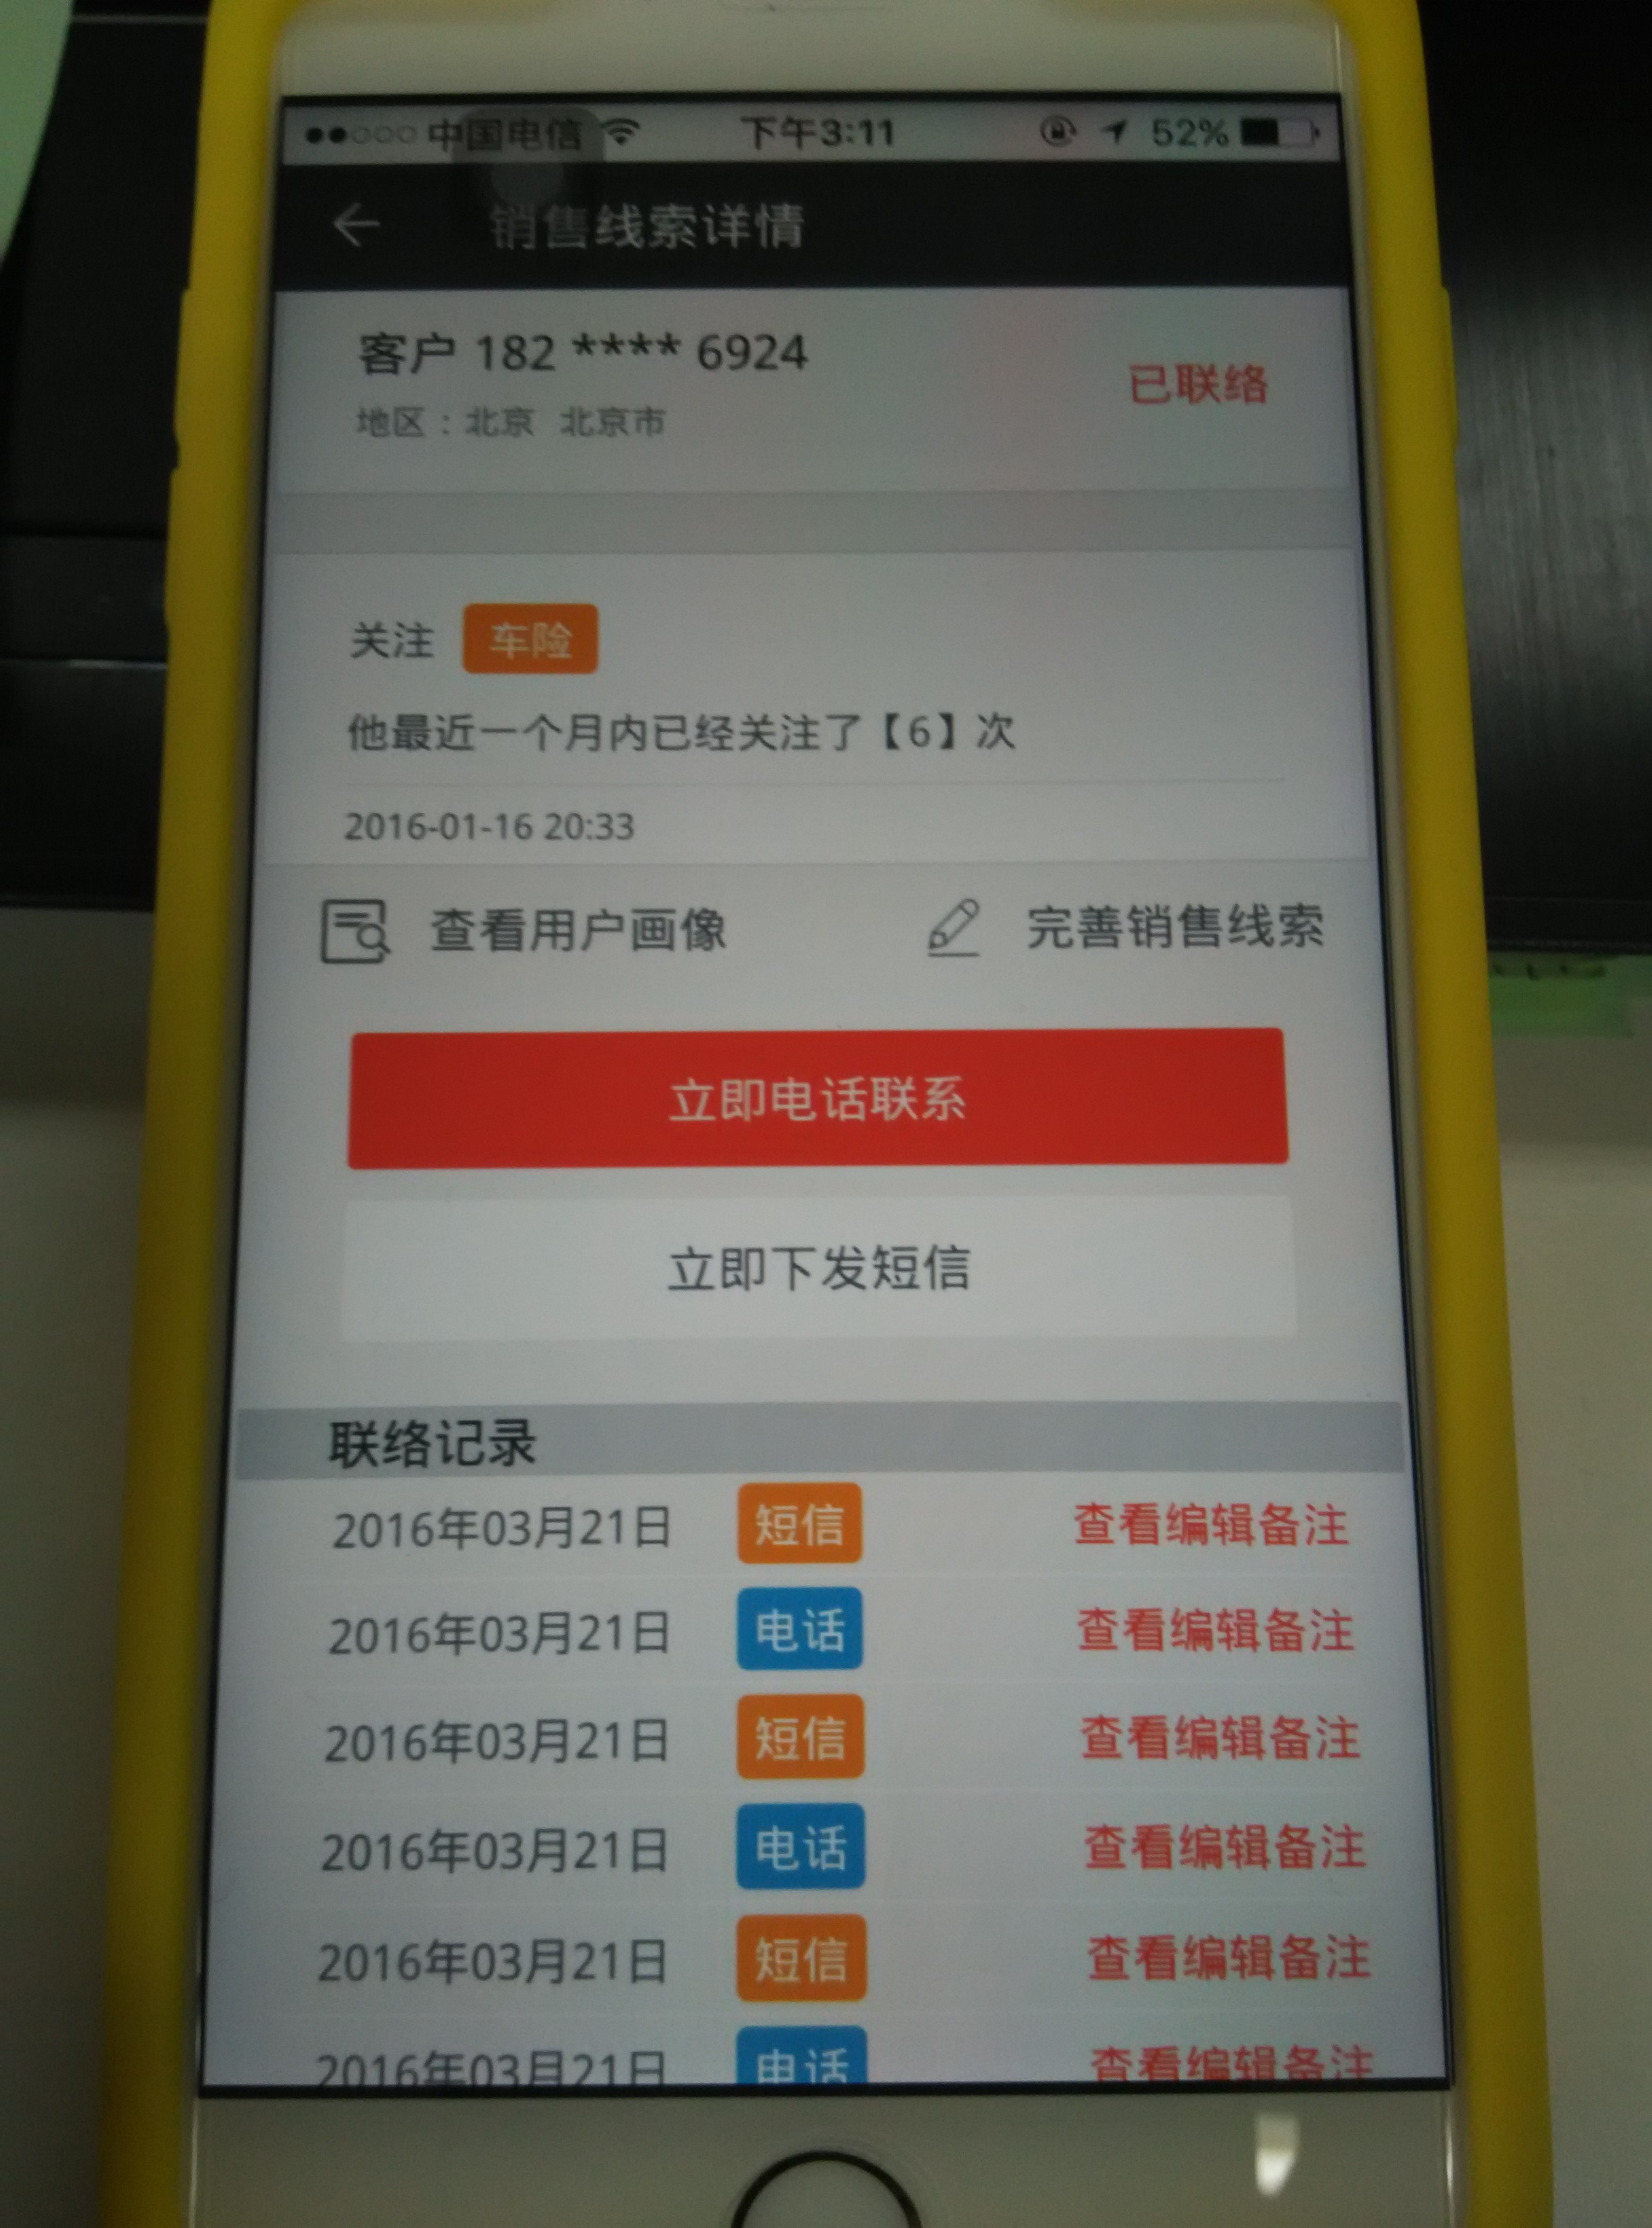 中国电信 下午3:11 52%
销售线索详情
客户 182 **** 6924
已联络
地区：北京 北京市
关注 车险
他最近一个月内已经关注了【6】次
2016-01-16 20:33
查看用户画像 完善销售线索
立即电话联系
立即下发短信
联络记录
2016年03月21日 短信 查看编辑备注
2016年03月21日 电话 查看编辑备注
2016年03月21日 短信 查看编辑备注
2016年03月21日 电话 查看编辑备注
2016年03月21日 短信 查看编辑备注
2016年03月21日 电话 查看编辑备注